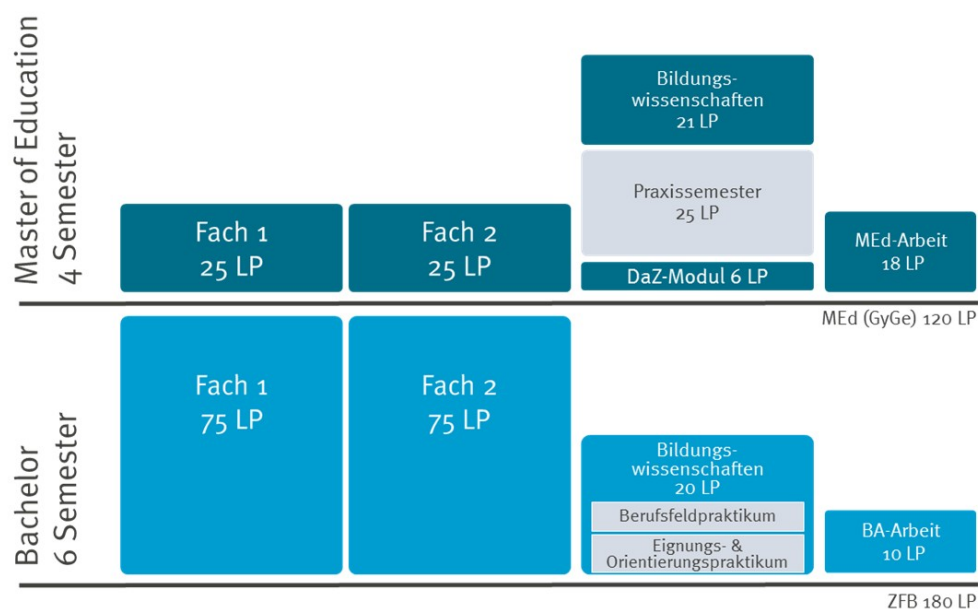 Master of Education
4 Semester
Fach 1
25 LP
Fach 2
25 LP
Bildungs-
wissenschaften
21 LP
Praxissemester
25 LP
DaZ-Modul 6 LP
MEd-Arbeit
18 LP
MEd (GyGe) 120 LP
Bachelor
6 Semester
Fach 1
75 LP
Fach 2
75 LP
Bildungs-
wissenschaften
20 LP
Berufsfeldpraktikum
Eignungs- &
Orientierungspraktikum
BA-Arbeit
10 LP
ZFB 180 LP